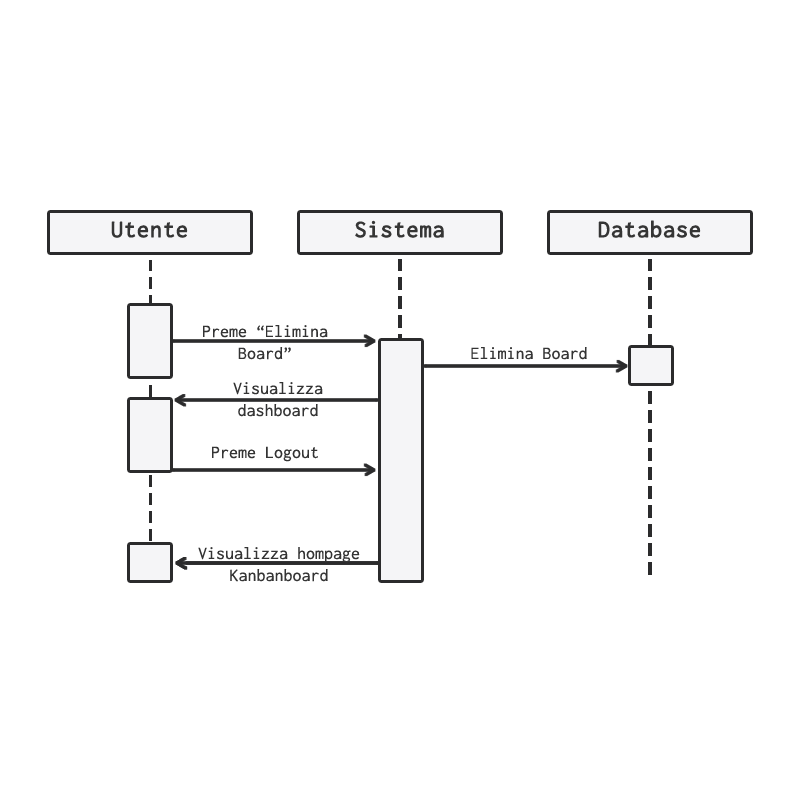 Utente
Sistema
Database
Preme “Elimina
Board”
Elimina Board
Visualizza
dashboard
Preme Logout
Visualizza hompage
Kanbanboard